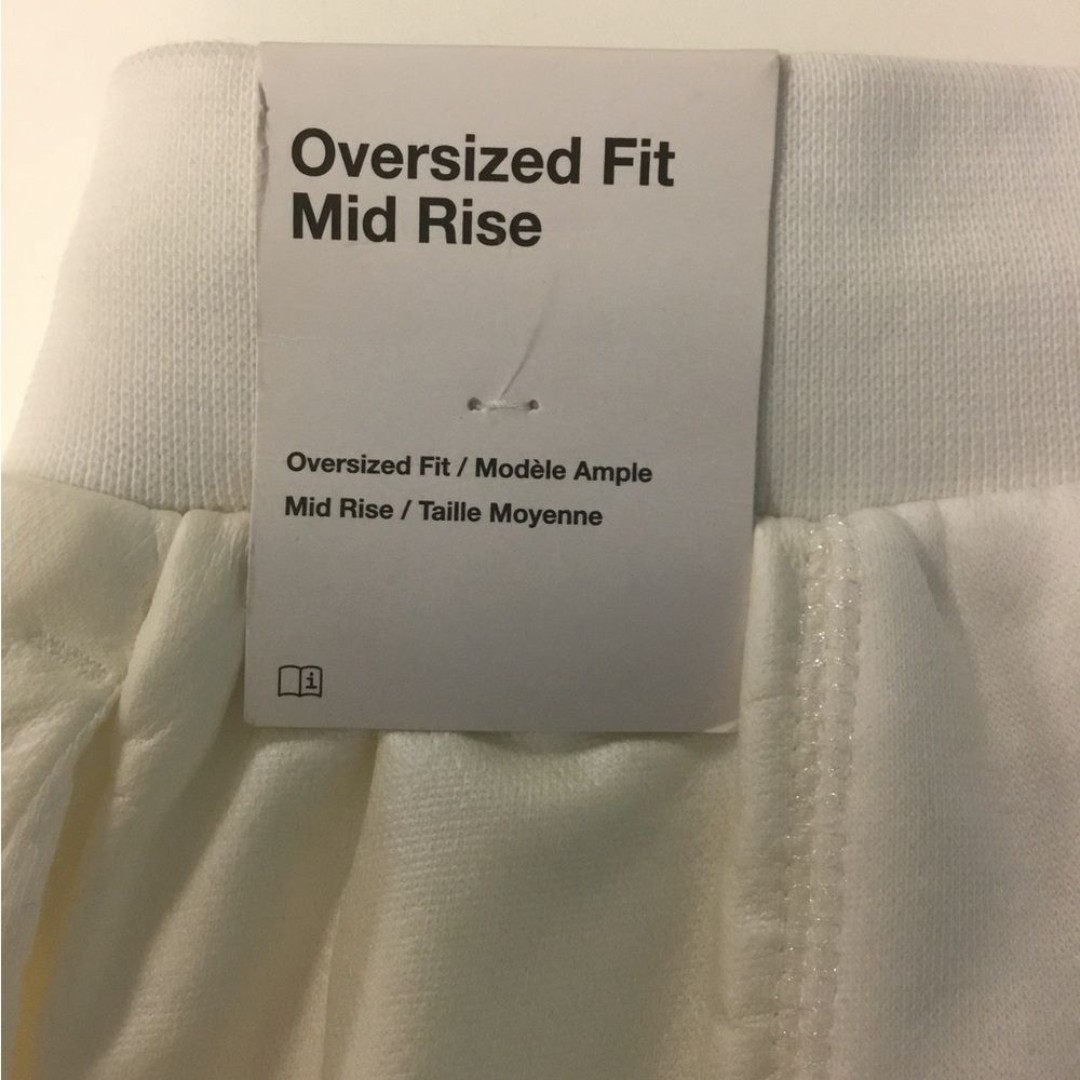 Oversized Fit
Mid Rise
Oversized Fit / Modèle Ample
Mid Rise / Taille Moyenne
i